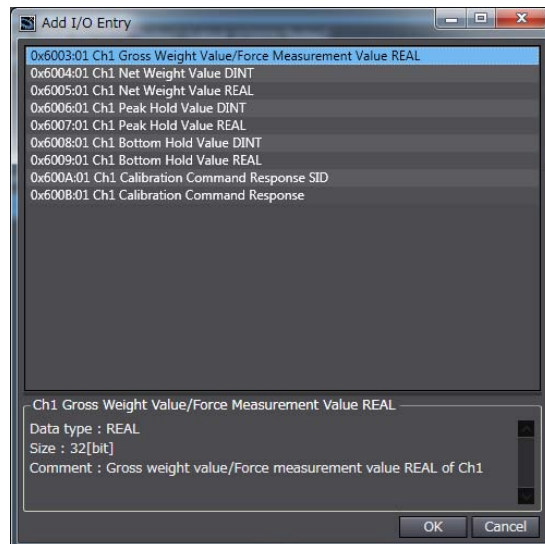 Add I/O Entry
0x6003:01 Ch1 Gross Weight Value/Force Measurement Value REAL
0x6004:01 Ch1 Net Weight Value DINT
0x6005:01 Ch1 Net Weight Value REAL
0x6006:01 Ch1 Peak Hold Value DINT
0x6007:01 Ch1 Peak Hold Value REAL
0x6008:01 Ch1 Bottom Hold Value DINT
0x6009:01 Ch1 Bottom Hold Value REAL
0x600A:01 Ch1 Calibration Command Response SID
0x600B:01 Ch1 Calibration Command Response
Ch1 Gross Weight Value/Force Measurement Value REAL
Data type : REAL
Size : 32[bit]
Comment : Gross weight value/Force measurement value REAL of Ch1
OK Cancel